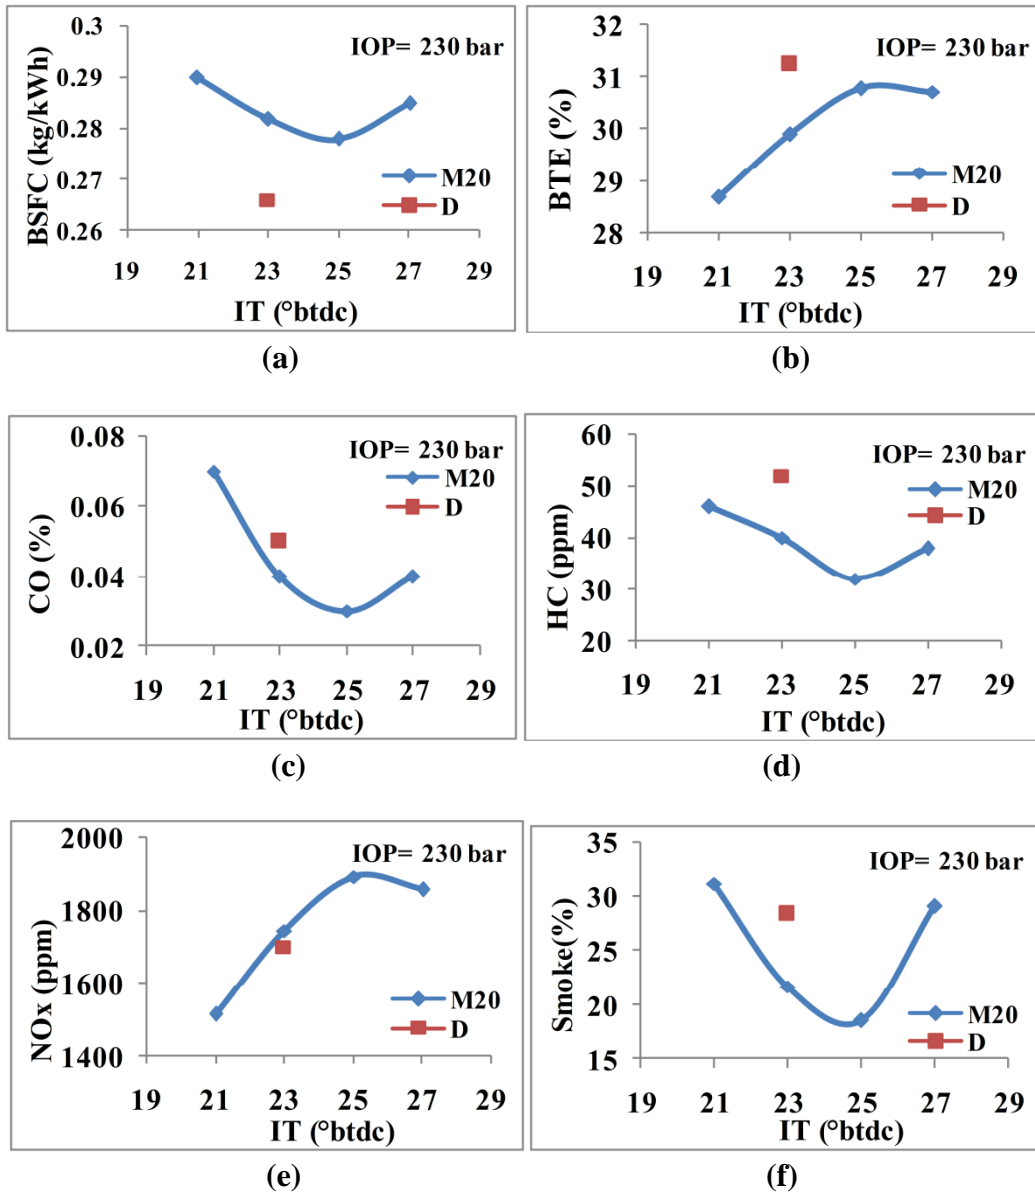 0.3
0.29
0.28
0.27
0.26
BSFC (kg/kWh)
IOP= 230 bar
M20
D
19 21 23 25 27 29
IT (°btdc)
(a)
32
31
30
29
28
BTE (%)
IOP= 230 bar
M20
D
19 21 23 25 27 29
IT (°btdc)
(b)
0.08
0.06
0.04
0.02
CO (%)
IOP= 230 bar
M20
D
19 21 23 25 27 29
IT (°btdc)
(c)
60
50
40
30
20
HC (ppm)
IOP= 230 bar
M20
D
19 21 23 25 27 29
IT (°btdc)
(d)
2000
1800
1600
1400
NOx (ppm)
IOP= 230 bar
M20
D
19 21 23 25 27 29
IT (°btdc)
(e)
35
30
25
20
15
Smoke(%)
IOP= 230 bar
M20
D
19 21 23 25 27 29
IT (°btdc)
(f)